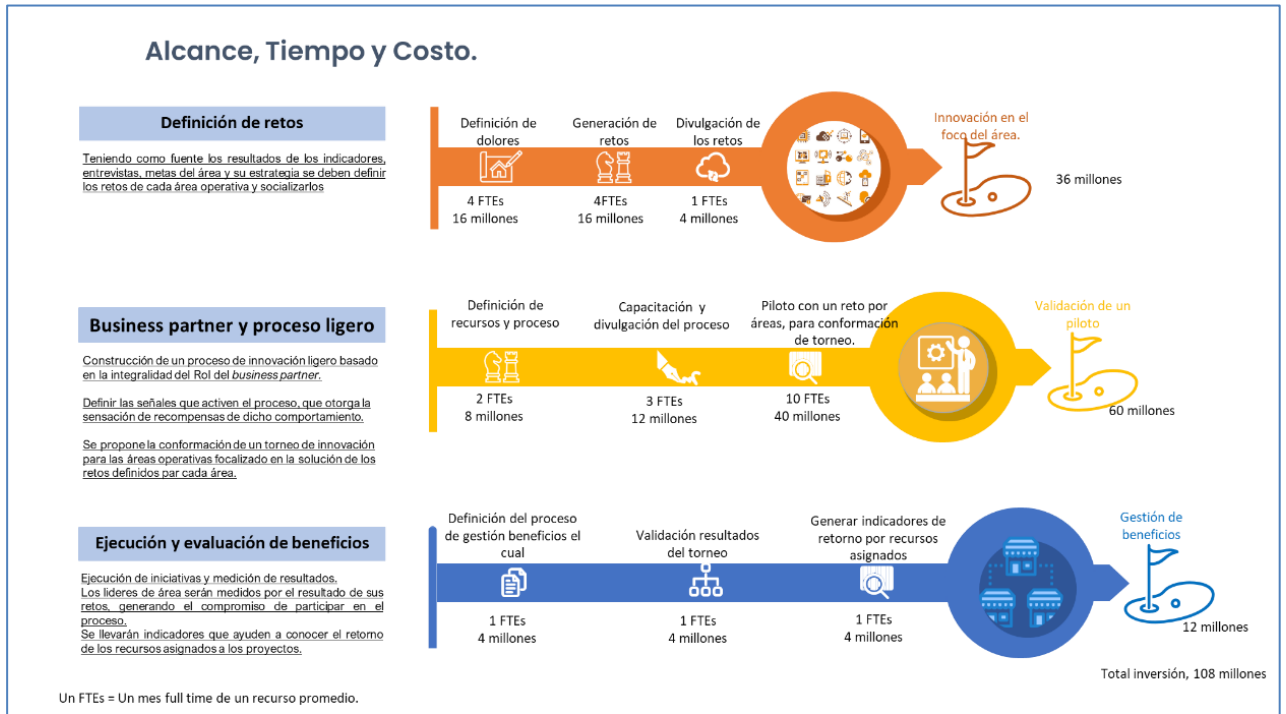 Alcance, Tiempo y Costo.
Definición de retos
Teniendo como fuente los resultados de los indicadores,
entrevistas, metas del área y su estrategia se deben definir
los retos de cada área operativa y socializarlos
Definición de
dolores
4 FTEs
16 millones
Generación de
retos
4FTEs
16 millones
Divulgación de
los retos
1 FTEs
4 millones
Innovación en el
foco del área.
36 millones
Business partner y proceso ligero
Construcción de un proceso de innovación ligero basado
en la integralidad del Rol del business partner.
Definir las señales que activen el proceso, que otorga la
sensación de recompensas de dicho comportamiento.
Se propone la conformación de un torneo de innovación
para las áreas operativas focalizado en la solución de los
retos definidos par cada área.
Definición de
recursos y proceso
2 FTEs
8 millones
Capacitación y
divulgación del proceso
3 FTEs
12 millones
Piloto con un reto por
áreas, para conformación
de torneo.
10 FTEs
40 millones
Validación de un
piloto
60 millones
Ejecución y evaluación de beneficios
Ejecución de iniciativas y medición de resultados.
Los lideres de área serán medidos por el resultado de sus
retos, generando el compromiso de participar en el
proceso.
Se llevarán indicadores que ayuden a conocer el retorno
de los recursos asignados a los proyectos.
Definición del proceso
de gestión beneficios el
cual
1 FTEs
4 millones
Validación resultados
del torneo
1 FTEs
4 millones
Generar indicadores de
retorno por recursos
asignados
1 FTEs
4 millones
Gestión de
beneficios
12 millones
Total inversión, 108 millones
Un FTEs = Un mes full time de un recurso promedio.